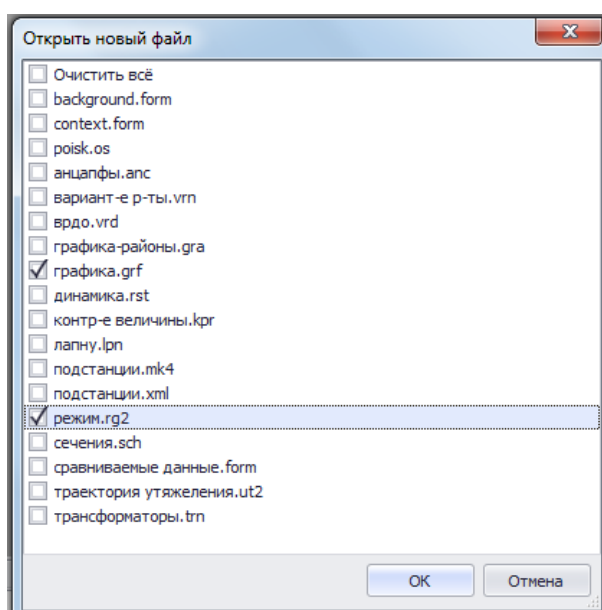 Открыть новый файл
Очистить всё
background.form
context.form
poisk.os
анцапфы.anc
вариант-е р-ты.vrn
врдо.vrd
графика-районы.gra
графика.grf
динамика.rst
контр-е величины.kpr
лапну.lpn
подстанции.mk4
подстанции.xml
режим.rg2
сечения.sch
сравниваемые данные.form
траектория утяжеления.ut2
трансформаторы.trn
ОК Отмена